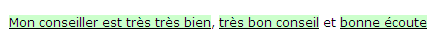 Mon conseiller est très très bien, très bon conseil et bonne écoute